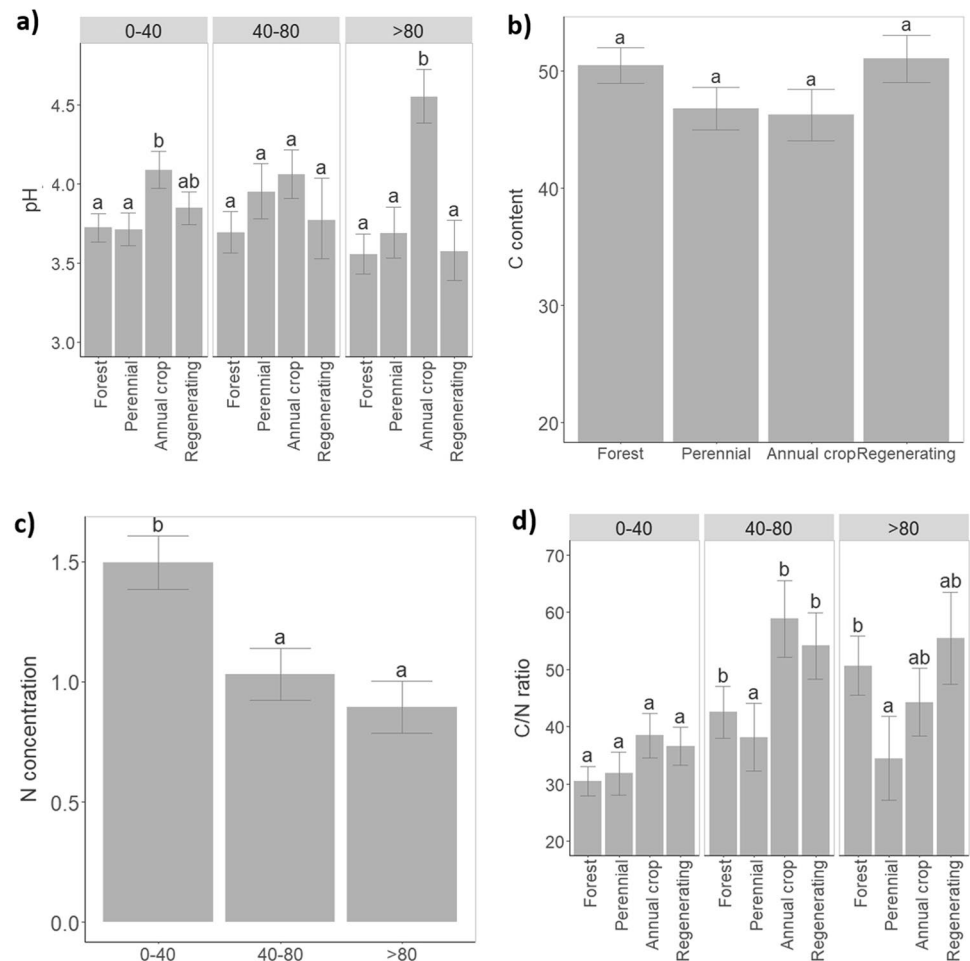 a)
0-40 40-80 >80
a a b ab a a a a a a b a
4.5
4.0
3.5
3.0
pH
Forest Perennial Annual crop Regenerating Forest Perennial Annual crop Regenerating Forest Perennial Annual crop Regenerating
b)
a a a a
50
40
30
20
C content
Forest Perennial Annual crop Regenerating
c)
b a a
1.5
1.0
0.5
0.0
N concentration
0-40 40-80 >80
d)
0-40 40-80 >80
a a a a b a b b b a ab ab
70
60
50
40
30
20
C/N ratio
Forest Perennial Annual crop Regenerating Forest Perennial Annual crop Regenerating Forest Perennial Annual crop Regenerating